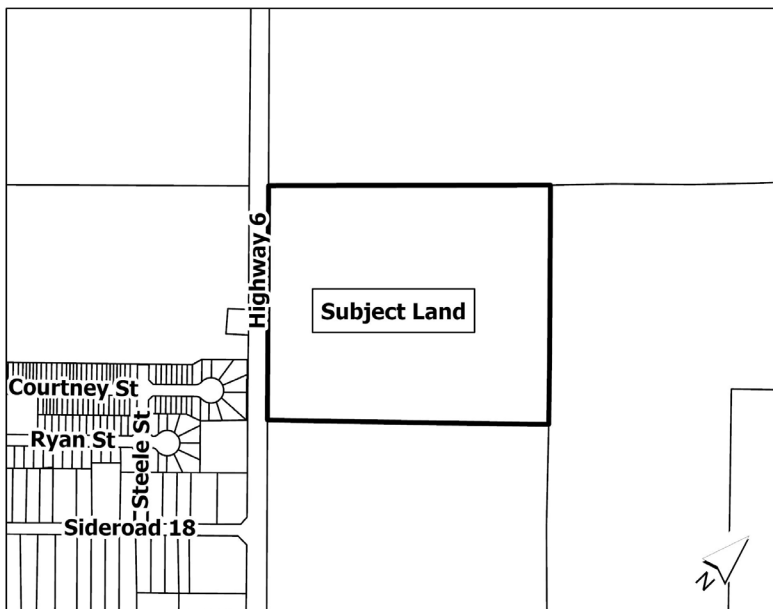 Highway 6
Subject Land
Courtney St
Ryan St
Steele St
Sideroad 18
N